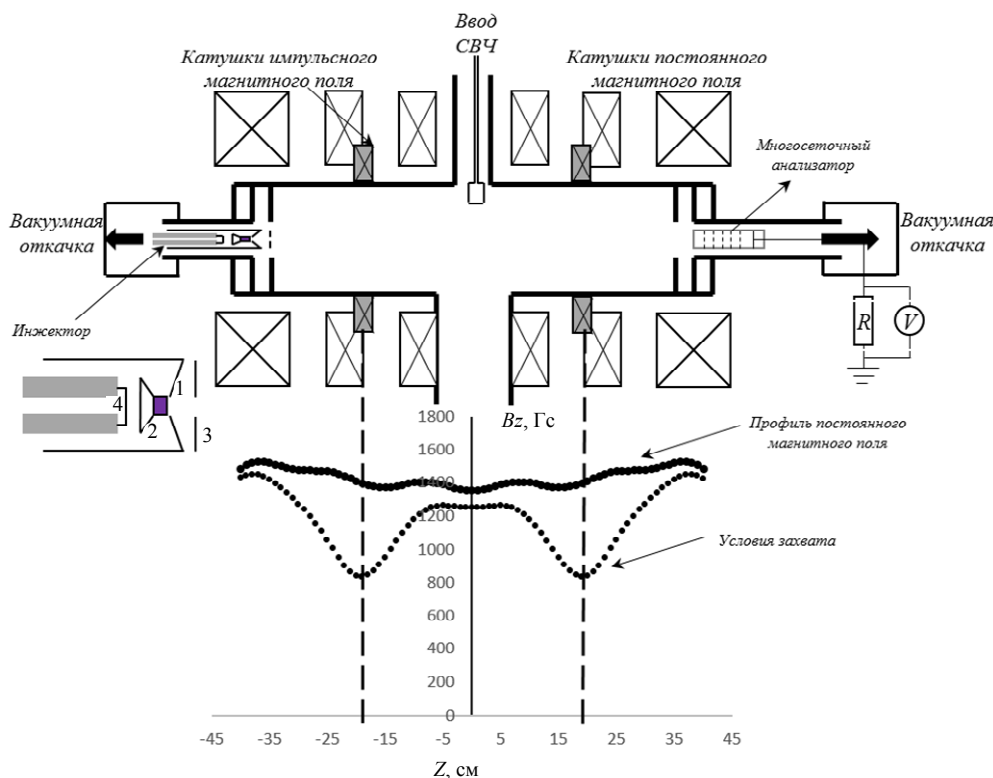 Ввод
СВЧ
Катушки импульсного
магнитного поля
Катушки постоянного
магнитного поля
Многосеточный
анализатор
Вакуумная
откачка
Вакуумная
откачка
Инжектор
R
V
1
4
2
3
Bz, Гс
1800
1600
1400
1200
1000
800
600
400
200
0
Профиль постоянного
магнитного поля
Условия захвата
-45
-35
-25
-15
-5
5
15
25
35
45
Z, см